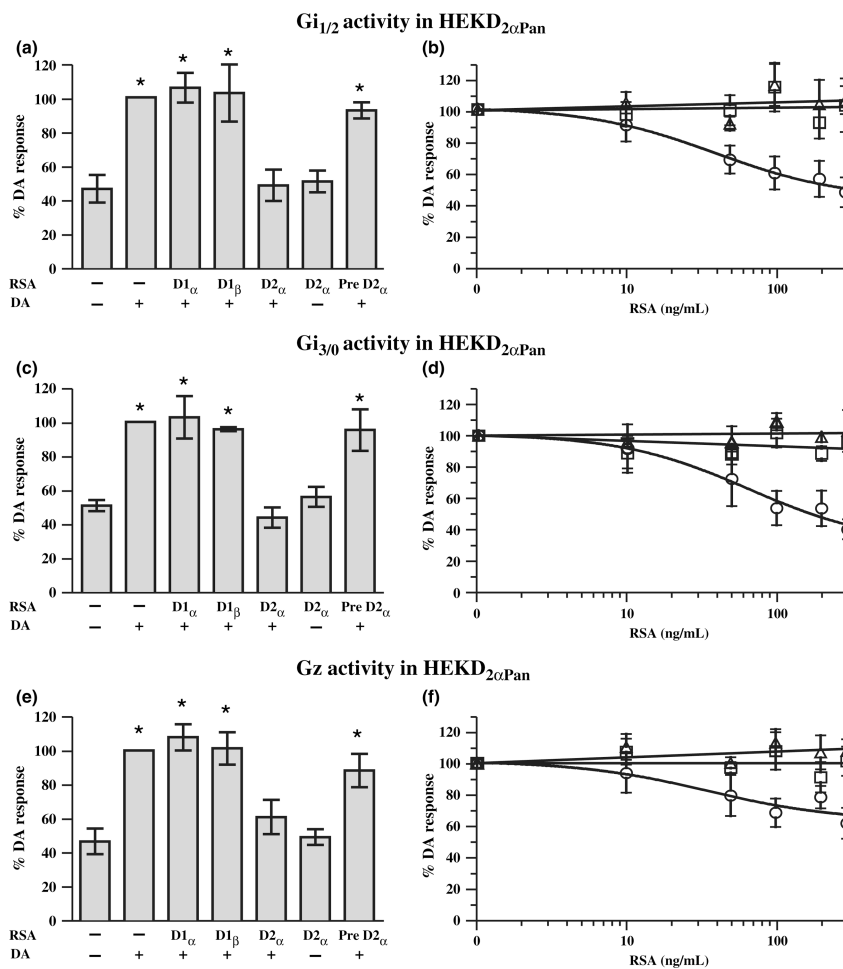 Gi1/2 activity in HEKD2αPan
(a)
120
100
80
60
40
20
0
% DA response
* * * *
RSA – – D1α D1β D2α D2α Pre D2α
DA – + + + + – +
(b)
120
100
80
60
40
20
0
% DA response
0 10 100
RSA (ng/mL)
Gi3/0 activity in HEKD2αPan
(c)
120
100
80
60
40
20
0
% DA response
* * * *
RSA – – D1α D1β D2α D2α Pre D2α
DA – + + + + – +
(d)
120
100
80
60
40
20
0
% DA response
0 10 100
RSA (ng/mL)
Gz activity in HEKD2αPan
(e)
120
100
80
60
40
20
0
% DA response
* * * *
RSA – – D1α D1β D2α D2α Pre D2α
DA – + + + + – +
(f)
120
100
80
60
40
20
0
% DA response
0 10 100
RSA (ng/mL)